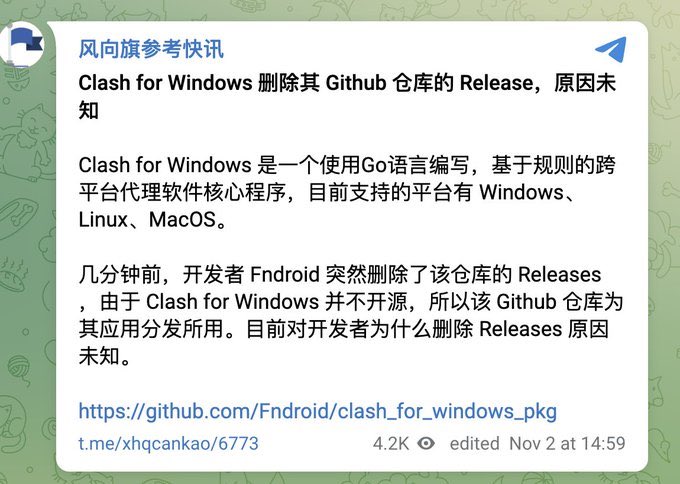 风向旗参考快讯
Clash for Windows 删除其 Github 仓库的 Release，原因未
知
Clash for Windows 是一个使用Go语言编写，基于规则的跨
平台代理软件核心程序，目前支持的平台有 Windows、
Linux、MacOS。
几分钟前，开发者 Fndroid 突然删除了该仓库的 Releases
，由于 Clash for Windows 并不开源，所以该 Github 仓库为
其应用分发所用。目前对开发者为什么删除 Releases 原因
未知。
https://github.com/Fndroid/clash_for_windows_pkg
t.me/xhqcankao/6773 4.2K edited Nov 2 at 14:59